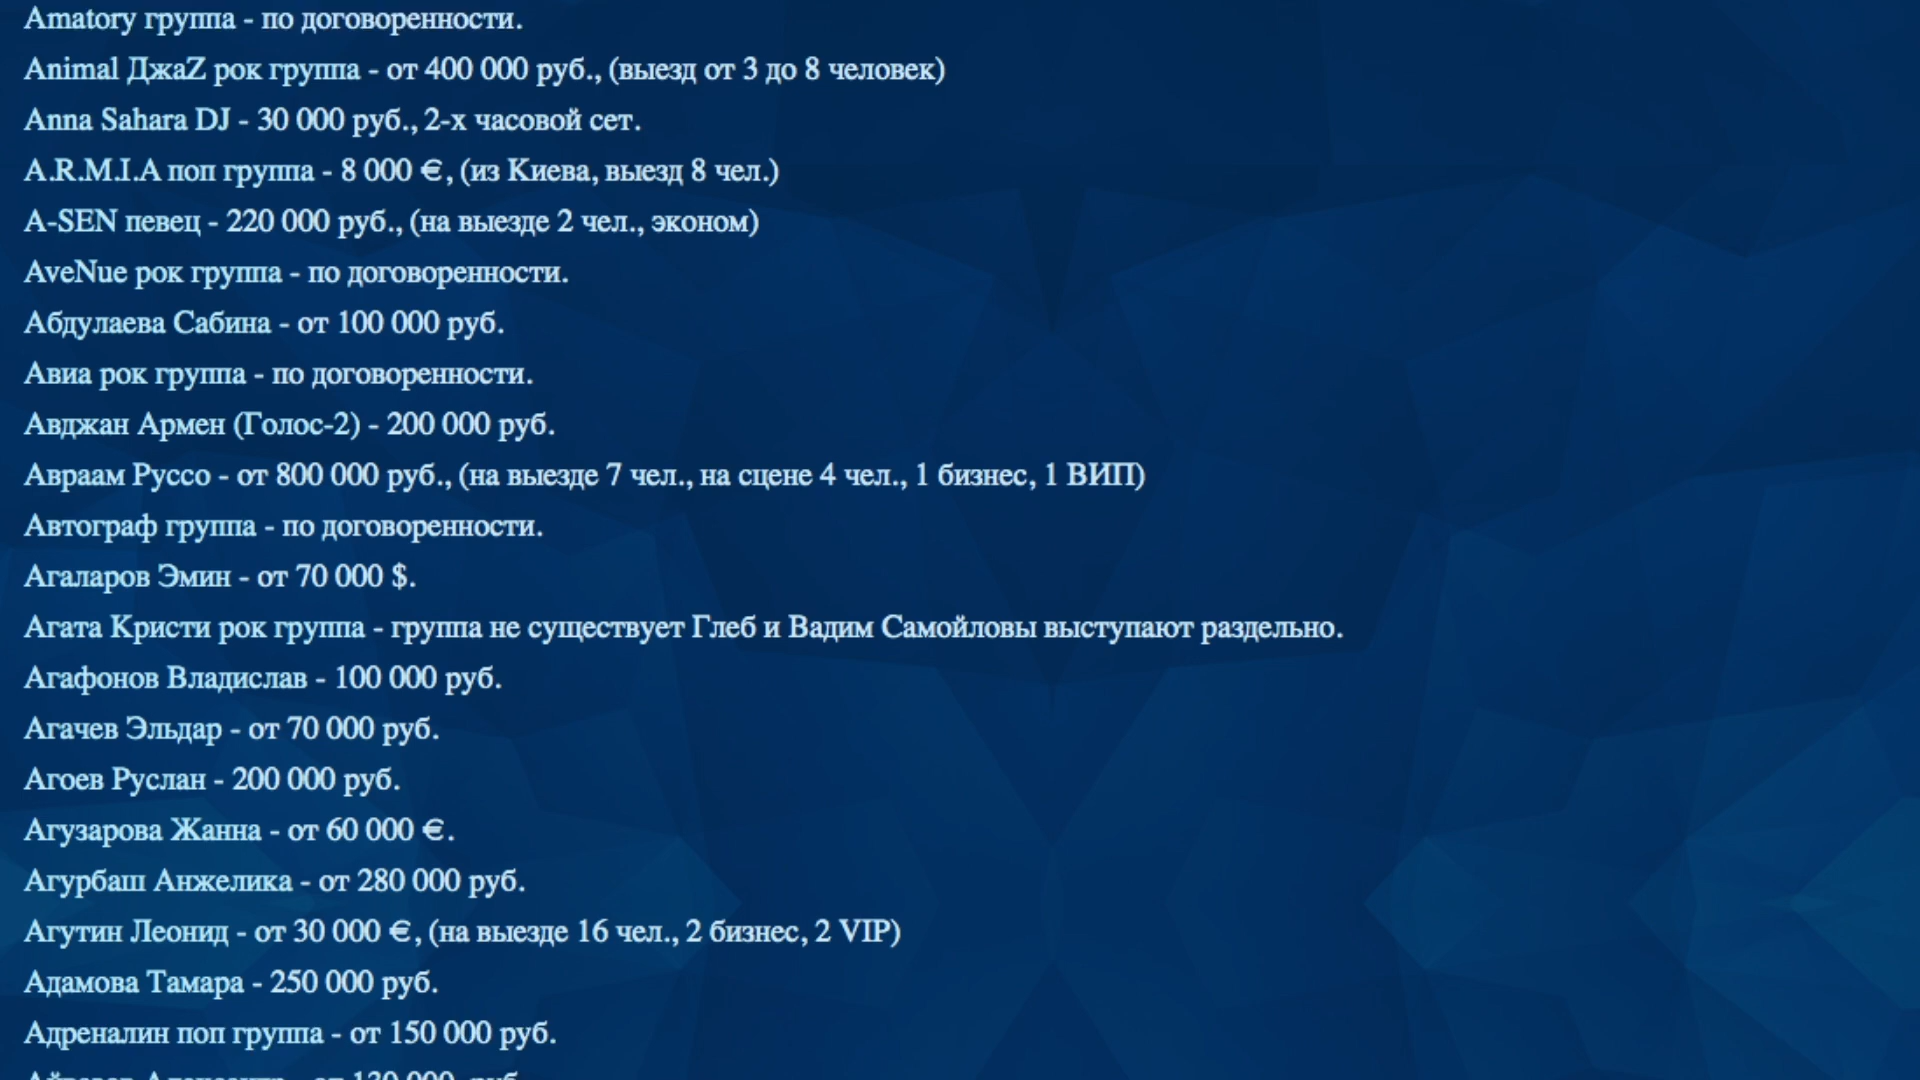 Amatory группа - по договоренности.
Animal ДжаZ рок группа - от 400 000 руб., (выезд от 3 до 8 человек)
Anna Sahara DJ - 30 000 руб., 2-х часовой сет.
A.R.M.I.A поп группа - 8 000 €, (из Киева, выезд 8 чел.)
A-SEN певец - 220 000 руб., (на выезде 2 чел., эконом)
AveNue рок группа - по договоренности.
Абдулаева Сабина - от 100 000 руб.
Авиа рок группа - по договоренности.
Авджан Армен (Голос-2) - 200 000 руб.
Авраам Руссо - от 800 000 руб., (на выезде 7 чел., на сцене 4 чел., 1 бизнес, 1 ВИП)
Автограф группа - по договоренности.
Агаларов Эмин - от 70 000 $.
Агата Кристи рок группа - группа не существует Глеб и Вадим Самойловы выступают раздельно.
Агафонов Владислав - 100 000 руб.
Агачев Эльдар - от 70 000 руб.
Агоев Руслан - 200 000 руб.
Агузарова Жанна - от 60 000 €.
Агурбаш Анжелика - от 280 000 руб.
Агутин Леонид - от 30 000 €, (на выезде 16 чел., 2 бизнес, 2 VIP)
Адамова Тамара - 250 000 руб.
Адреналин поп группа - от 150 000 руб.